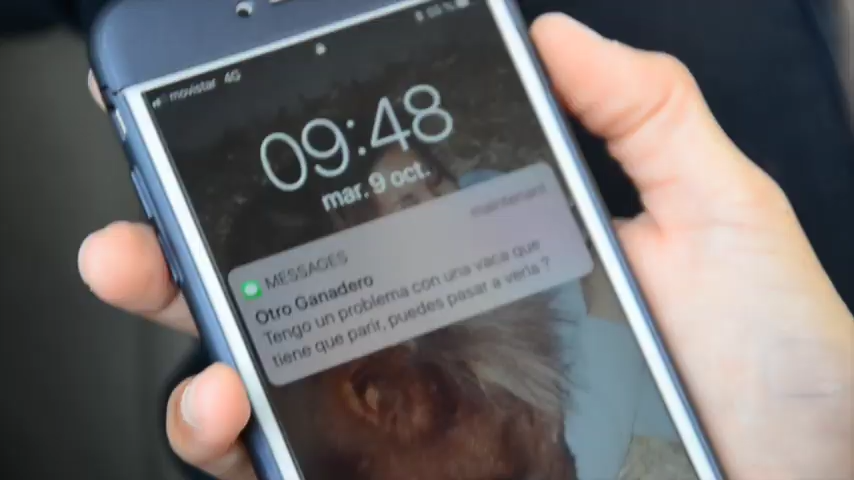 movistar 4G
09:48
mar. 9 oct.
MESSAGES maintenant
Otro Ganadero
Tengo un problema con una vaca que
tiene que parir, puedes pasar a verla ?